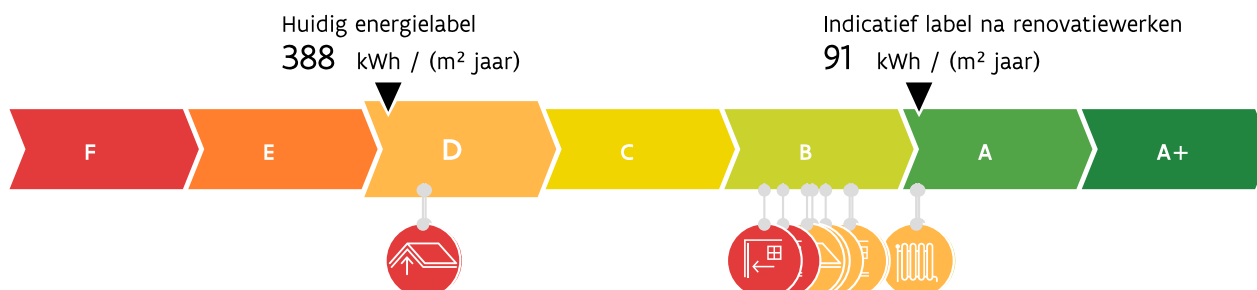 Huidig energielabel
388 kWh / (m² jaar)
Indicatief label na renovatiewerken
91 kWh / (m² jaar)
F E D C B A A+